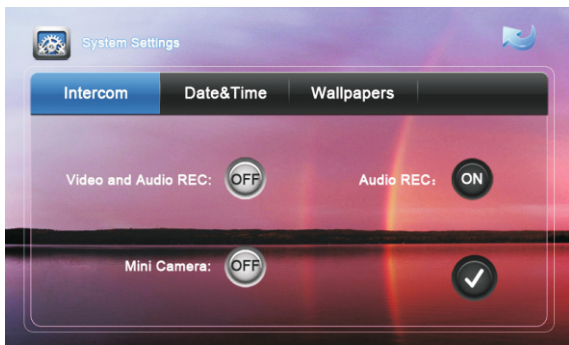 System Settings
Intercom Date&Time Wallpapers
Video and Audio REC: OFF Audio REC: ON
Mini Camera: OFF